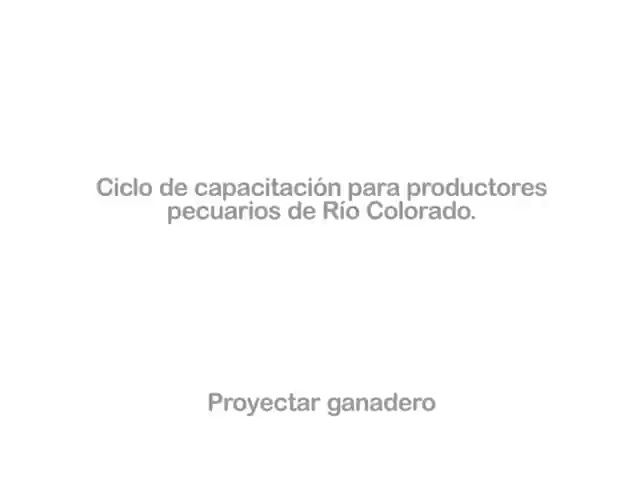 Ciclo de capacitación para productores
pecuarios de Río Colorado.
Proyectar ganadero